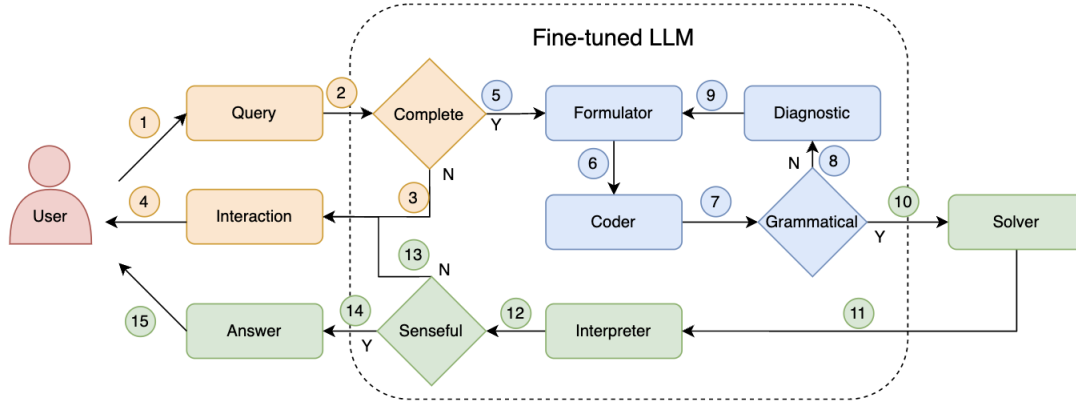 Fine-tuned LLM
1
Query
2
Complete
5
Y
Formulator
9
Diagnostic
N
3
6
N
8
User
4
Interaction
Coder
7
Grammatical
10
Y
Solver
13
N
15
Answer
14
Y
Senseful
12
Interpreter
11